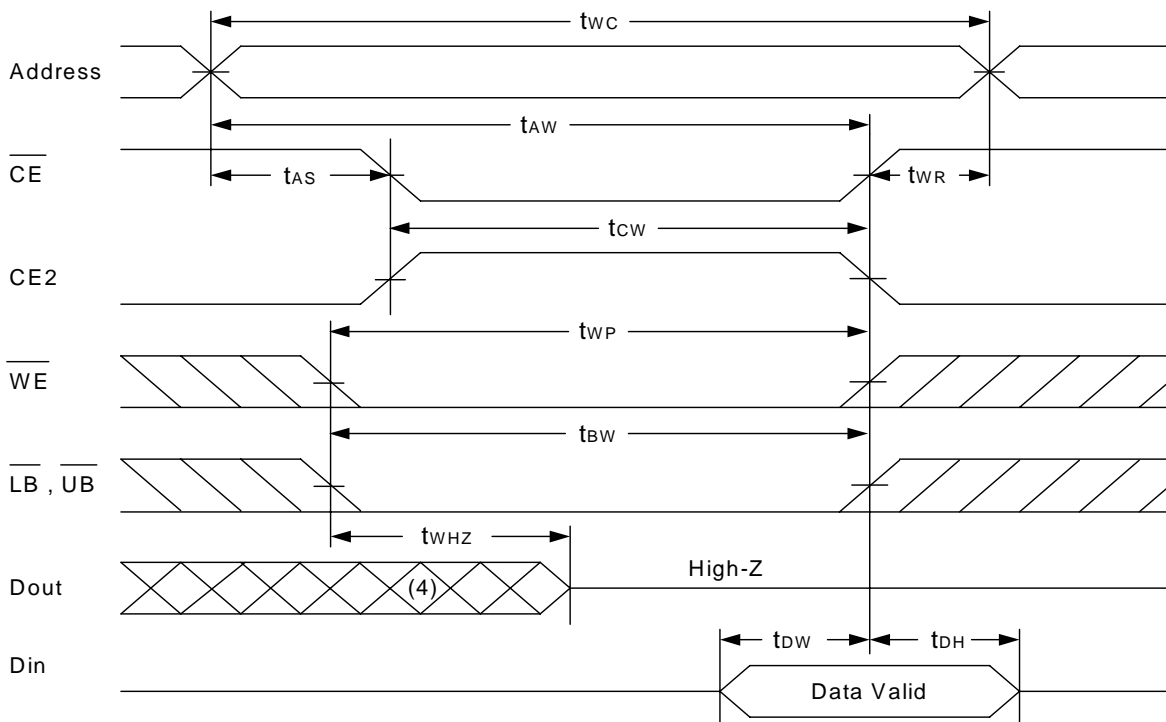 tWC
Address
tAW
CE
tAS
tWR
tCW
CE2
tWP
WE
tBW
LB , UB
tWHZ
High-Z
Dout
(4)
tDW
tDH
Din
Data Valid